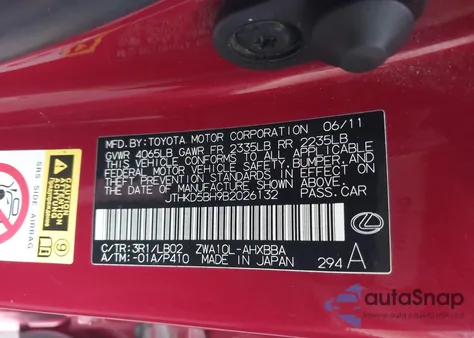 MFD. BY: TOYOTA MOTOR CORPORATION 06/11
GVWR 4065LB GAWR FR 2335LB RR 2235LB
THIS VEHICLE CONFORMS TO ALL APPLICABLE
FEDERAL MOTOR VEHICLE SAFETY, BUMPER, AND
THEFT PREVENTION STANDARDS IN EFFECT ON
THE DATE OF MANUFACTURE SHOWN ABOVE.
JTHKD5BH9B2026132 PASS.CAR
C/TR: 3R1/LB02 ZWA10L-AHXBBA
A/TM: -01A/P410 MADE IN JAPAN 294 A
SRS SIDE AIRBAG
autoSnap